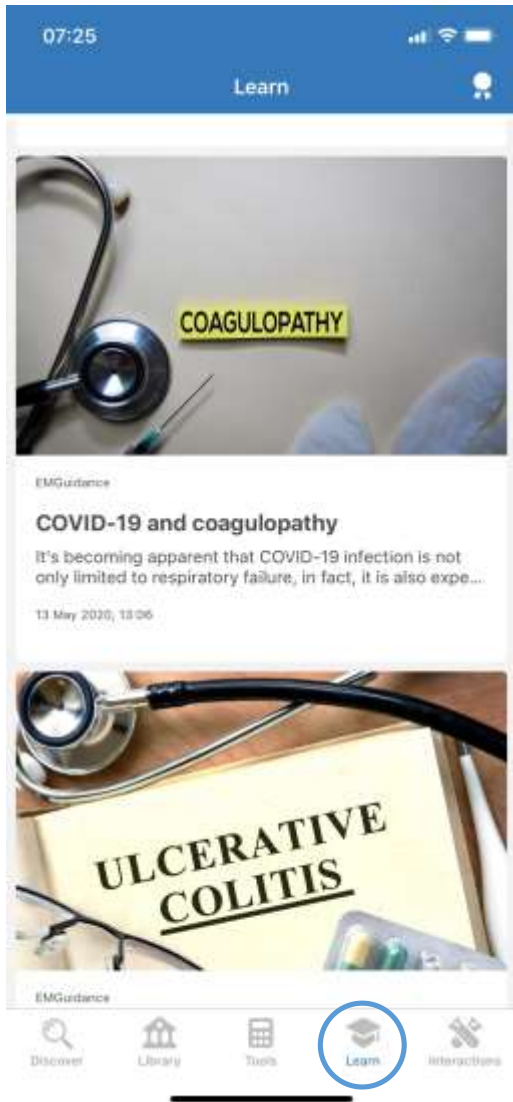 07:25
Learn
COAGULOPATHY
EMGuidance
COVID-19 and coagulopathy
It's becoming apparent that COVID-19 infection is not
only limited to respiratory failure, in fact, it is also expe...
13 May 2020, 13:06
ULCERATIVE
COLITIS
EMGuidance
Discover
Library
Tools
Learn
Interactions